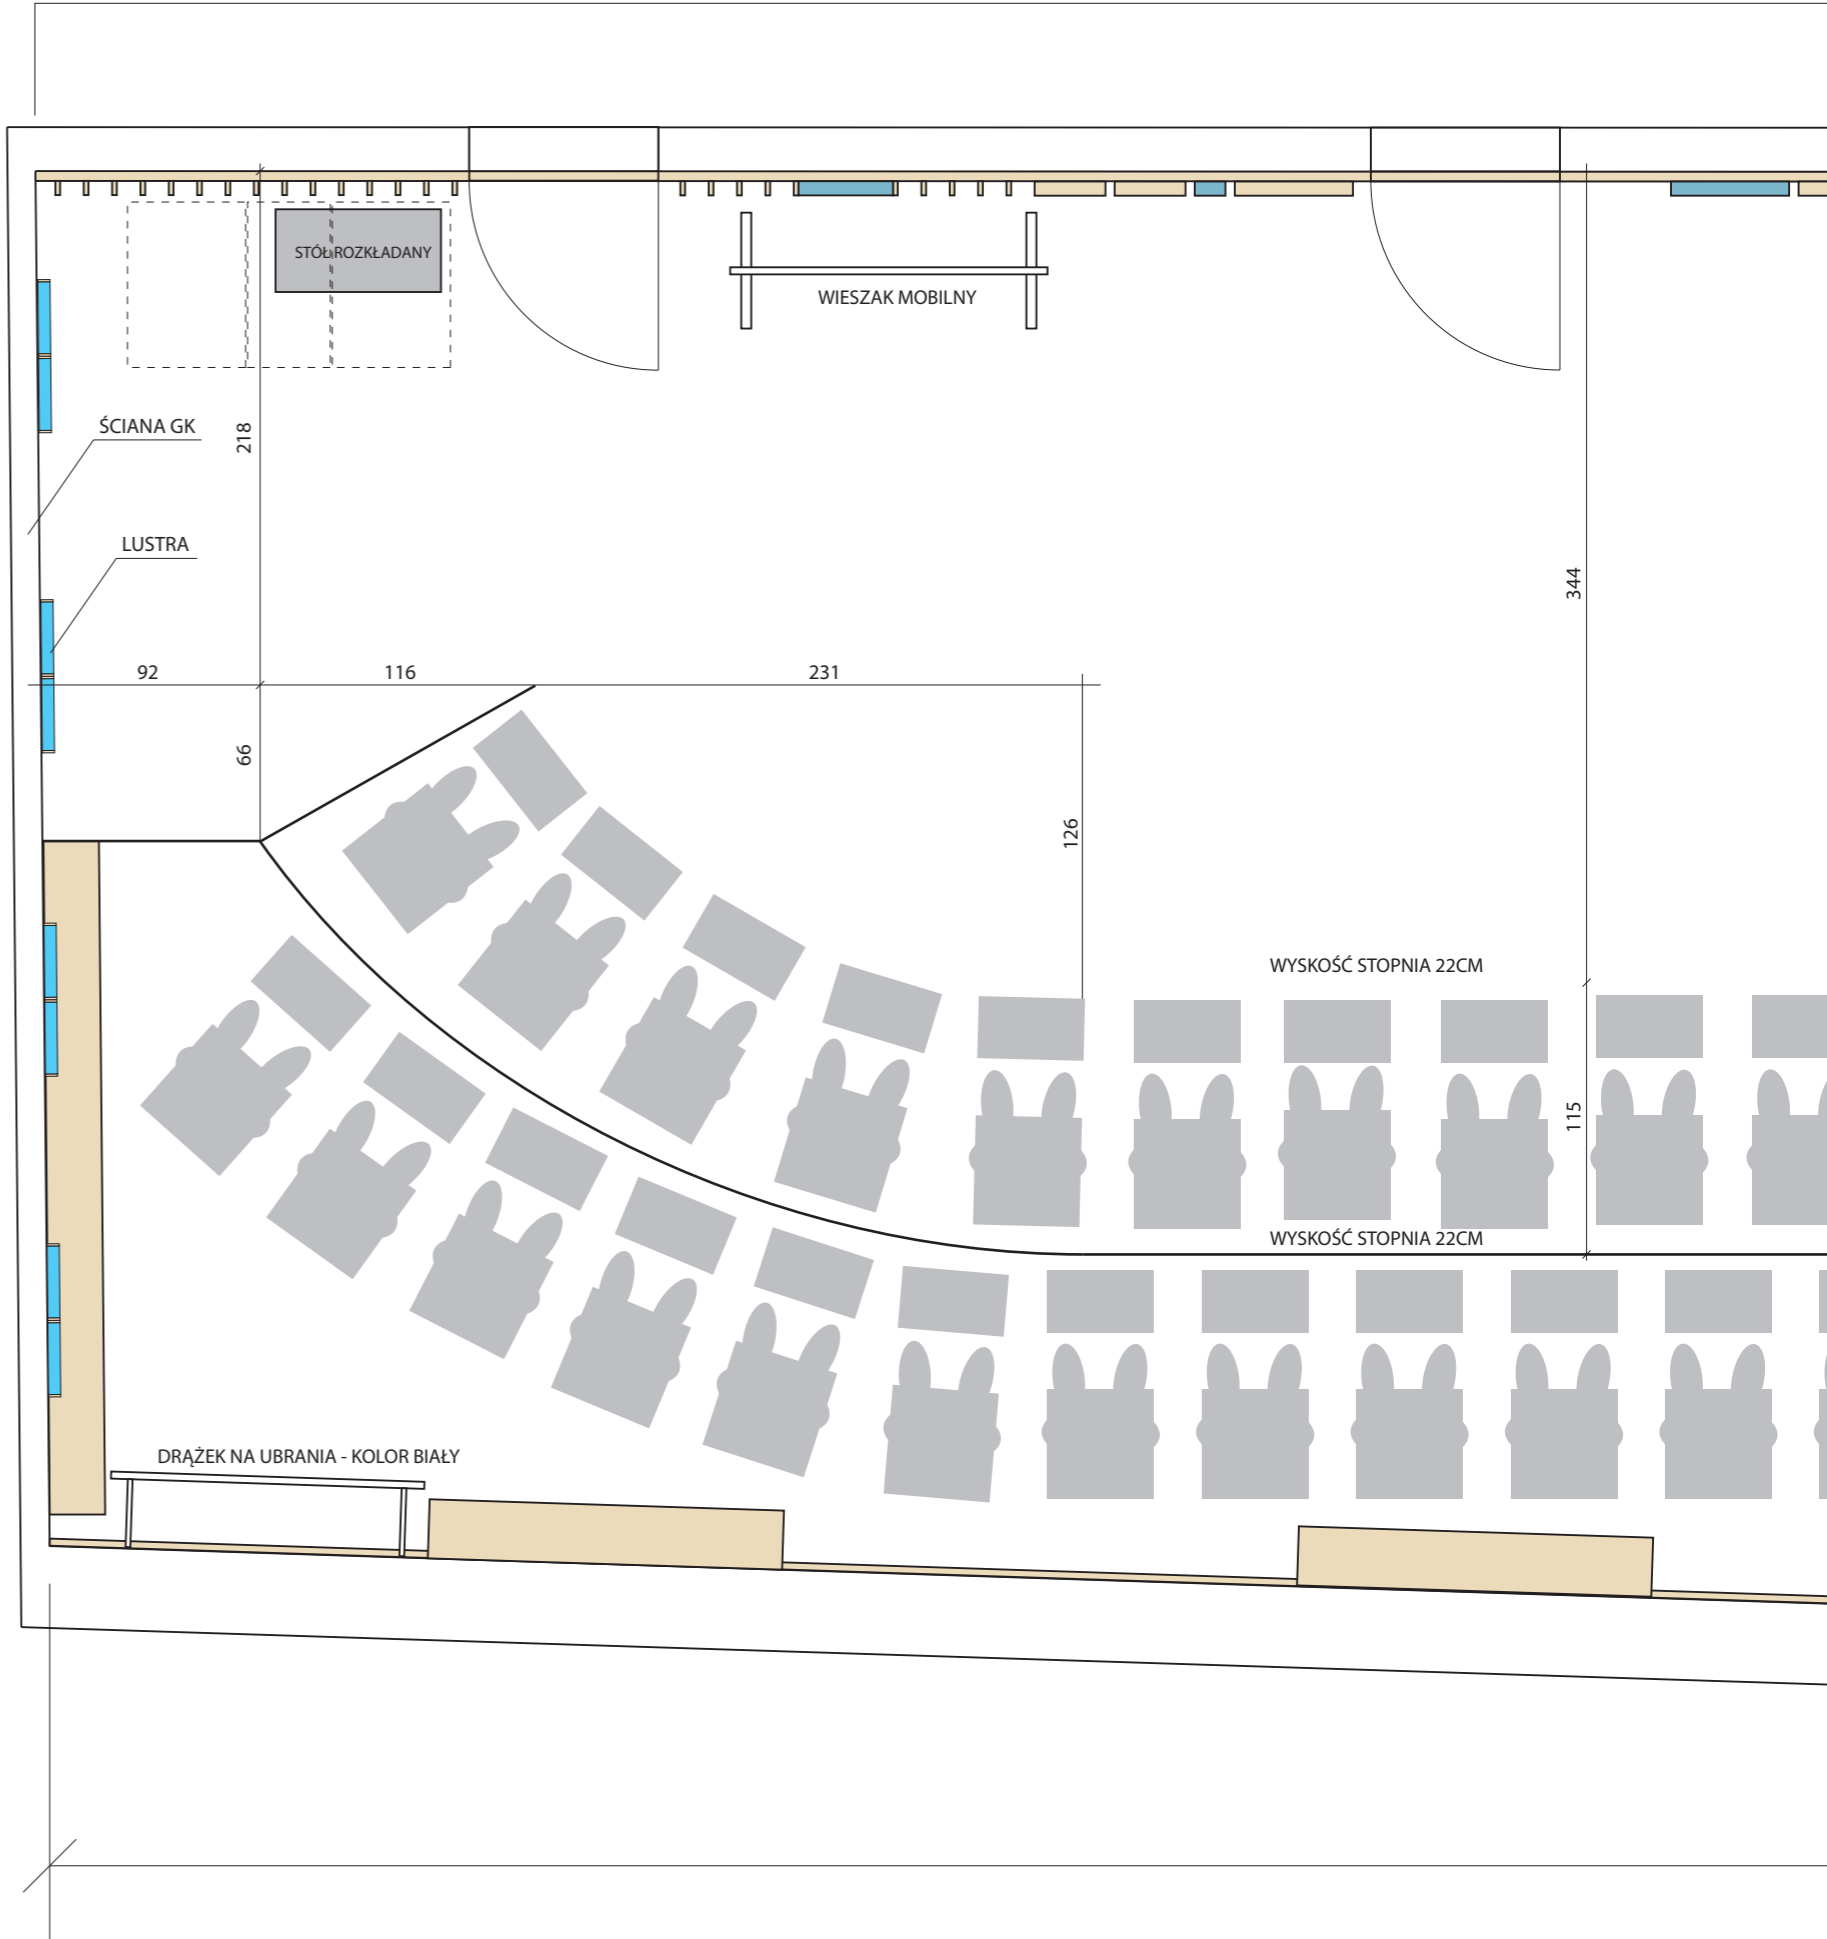 STÓŁ ROZKŁADANY
WIESZAK MOBILNY
ŚCIANA GK
218
LUSTRA
344
92
116
231
66
126
WYSKOŚĆ STOPNIA 22CM
115
WYSKOŚĆ STOPNIA 22CM
DRĄŻEK NA UBRANIA - KOLOR BIAŁY